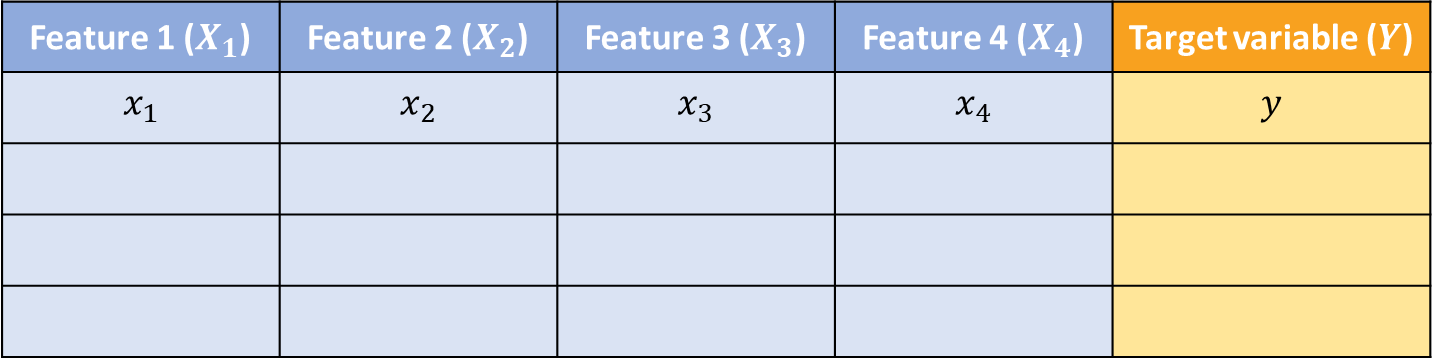 Feature 1 (X₁) Feature 2 (X₂) Feature 3 (X₃) Feature 4 (X₄) Target variable (Y)
x₁ x₂ x₃ x₄ y